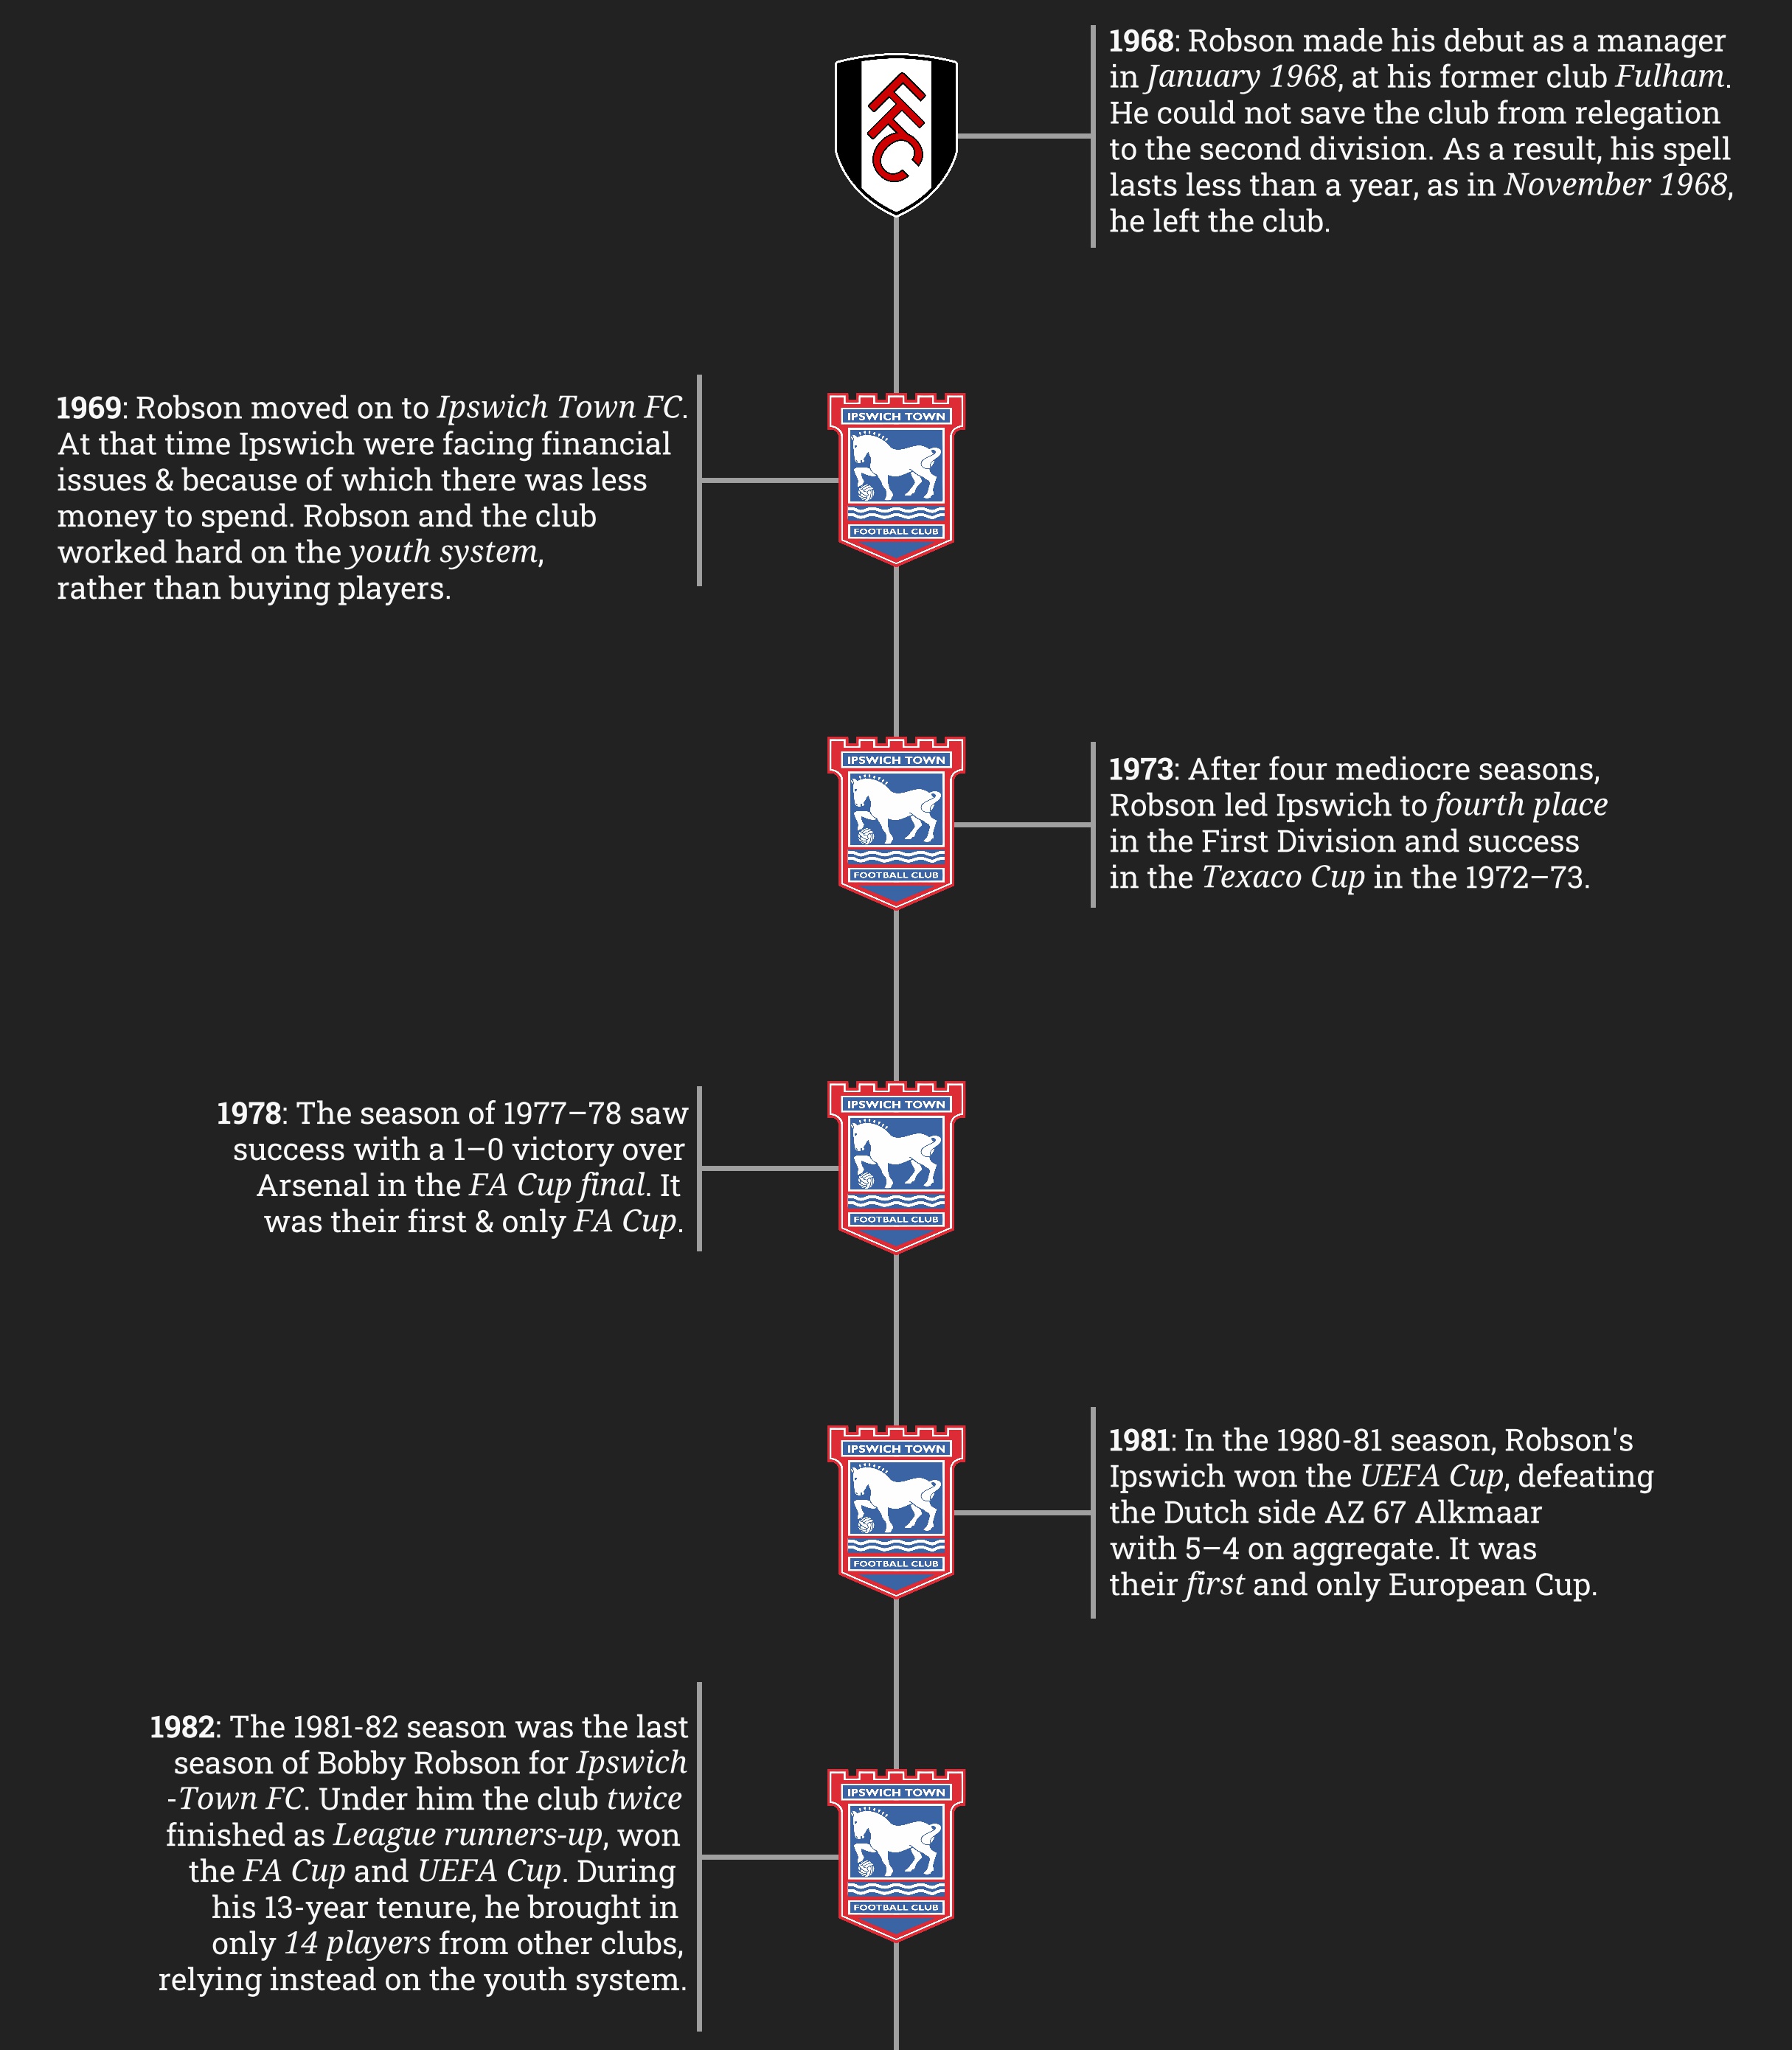 FFC
1968: Robson made his debut as a manager
in January 1968, at his former club Fulham.
He could not save the club from relegation
to the second division. As a result, his spell
lasts less than a year, as in November 1968,
he left the club.
1969: Robson moved on to Ipswich Town FC.
At that time Ipswich were facing financial
issues & because of which there was less
money to spend. Robson and the club
worked hard on the youth system,
rather than buying players.
IPSWICH TOWN
FOOTBALL CLUB
IPSWICH TOWN
FOOTBALL CLUB
1973: After four mediocre seasons,
Robson led Ipswich to fourth place
in the First Division and success
in the Texaco Cup in the 1972–73.
1978: The season of 1977–78 saw
success with a 1–0 victory over
Arsenal in the FA Cup final. It
was their first & only FA Cup.
IPSWICH TOWN
FOOTBALL CLUB
IPSWICH TOWN
FOOTBALL CLUB
1981: In the 1980-81 season, Robson's
Ipswich won the UEFA Cup, defeating
the Dutch side AZ 67 Alkmaar
with 5–4 on aggregate. It was
their first and only European Cup.
1982: The 1981-82 season was the last
season of Bobby Robson for Ipswich
-Town FC. Under him the club twice
finished as League runners-up, won
the FA Cup and UEFA Cup. During
his 13-year tenure, he brought in
only 14 players from other clubs,
relying instead on the youth system.
IPSWICH TOWN
FOOTBALL CLUB